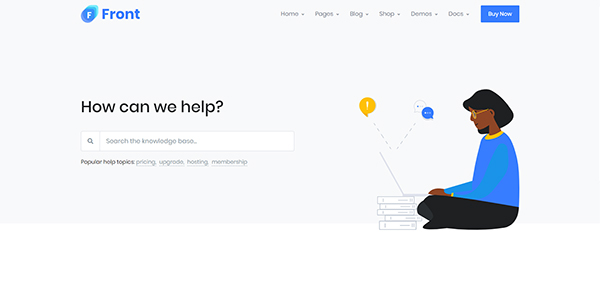 Front
Home Pages Blog Shop Demos Docs Buy Now
How can we help?
Search the knowledge base...
Popular help topics: pricing, upgrade, hosting, membership